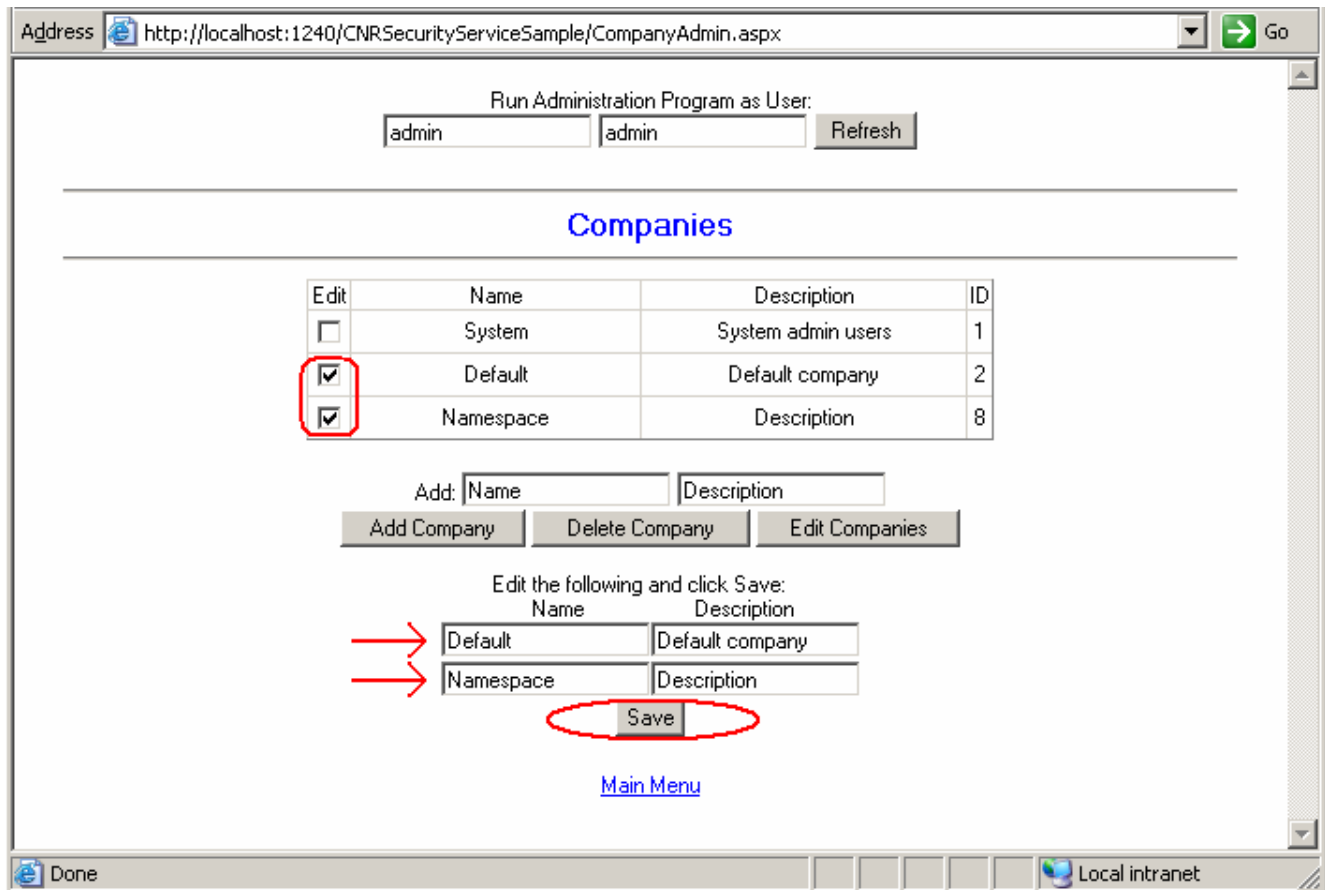 Address http://localhost:1240/CNRSecurityServiceSample/CompanyAdmin.aspx Go
Run Administration Program as User:
admin admin Refresh
Companies
Edit Name Description ID
System System admin users 1
Default Default company 2
Namespace Description 8
Add: Name Description
Add Company Delete Company Edit Companies
Edit the following and click Save:
Name Description
Default Default company
Namespace Description
Save
Main Menu
Done Local intranet